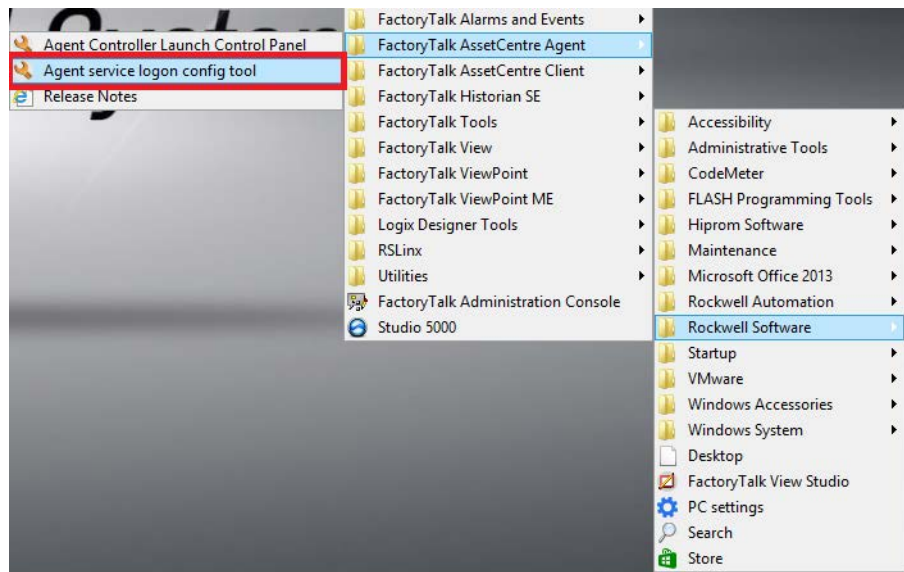 Agent Controller Launch Control Panel
Agent service logon config tool
Release Notes
FactoryTalk Alarms and Events
FactoryTalk AssetCentre Agent
FactoryTalk AssetCentre Client
FactoryTalk Historian SE
FactoryTalk Tools
FactoryTalk View
FactoryTalk ViewPoint
FactoryTalk ViewPoint ME
Logix Designer Tools
RSLinx
Utilities
FactoryTalk Administration Console
Studio 5000
Accessibility
Administrative Tools
CodeMeter
FLASH Programming Tools
Hiprom Software
Maintenance
Microsoft Office 2013
Rockwell Automation
Rockwell Software
Startup
VMware
Windows Accessories
Windows System
Desktop
FactoryTalk View Studio
PC settings
Search
Store